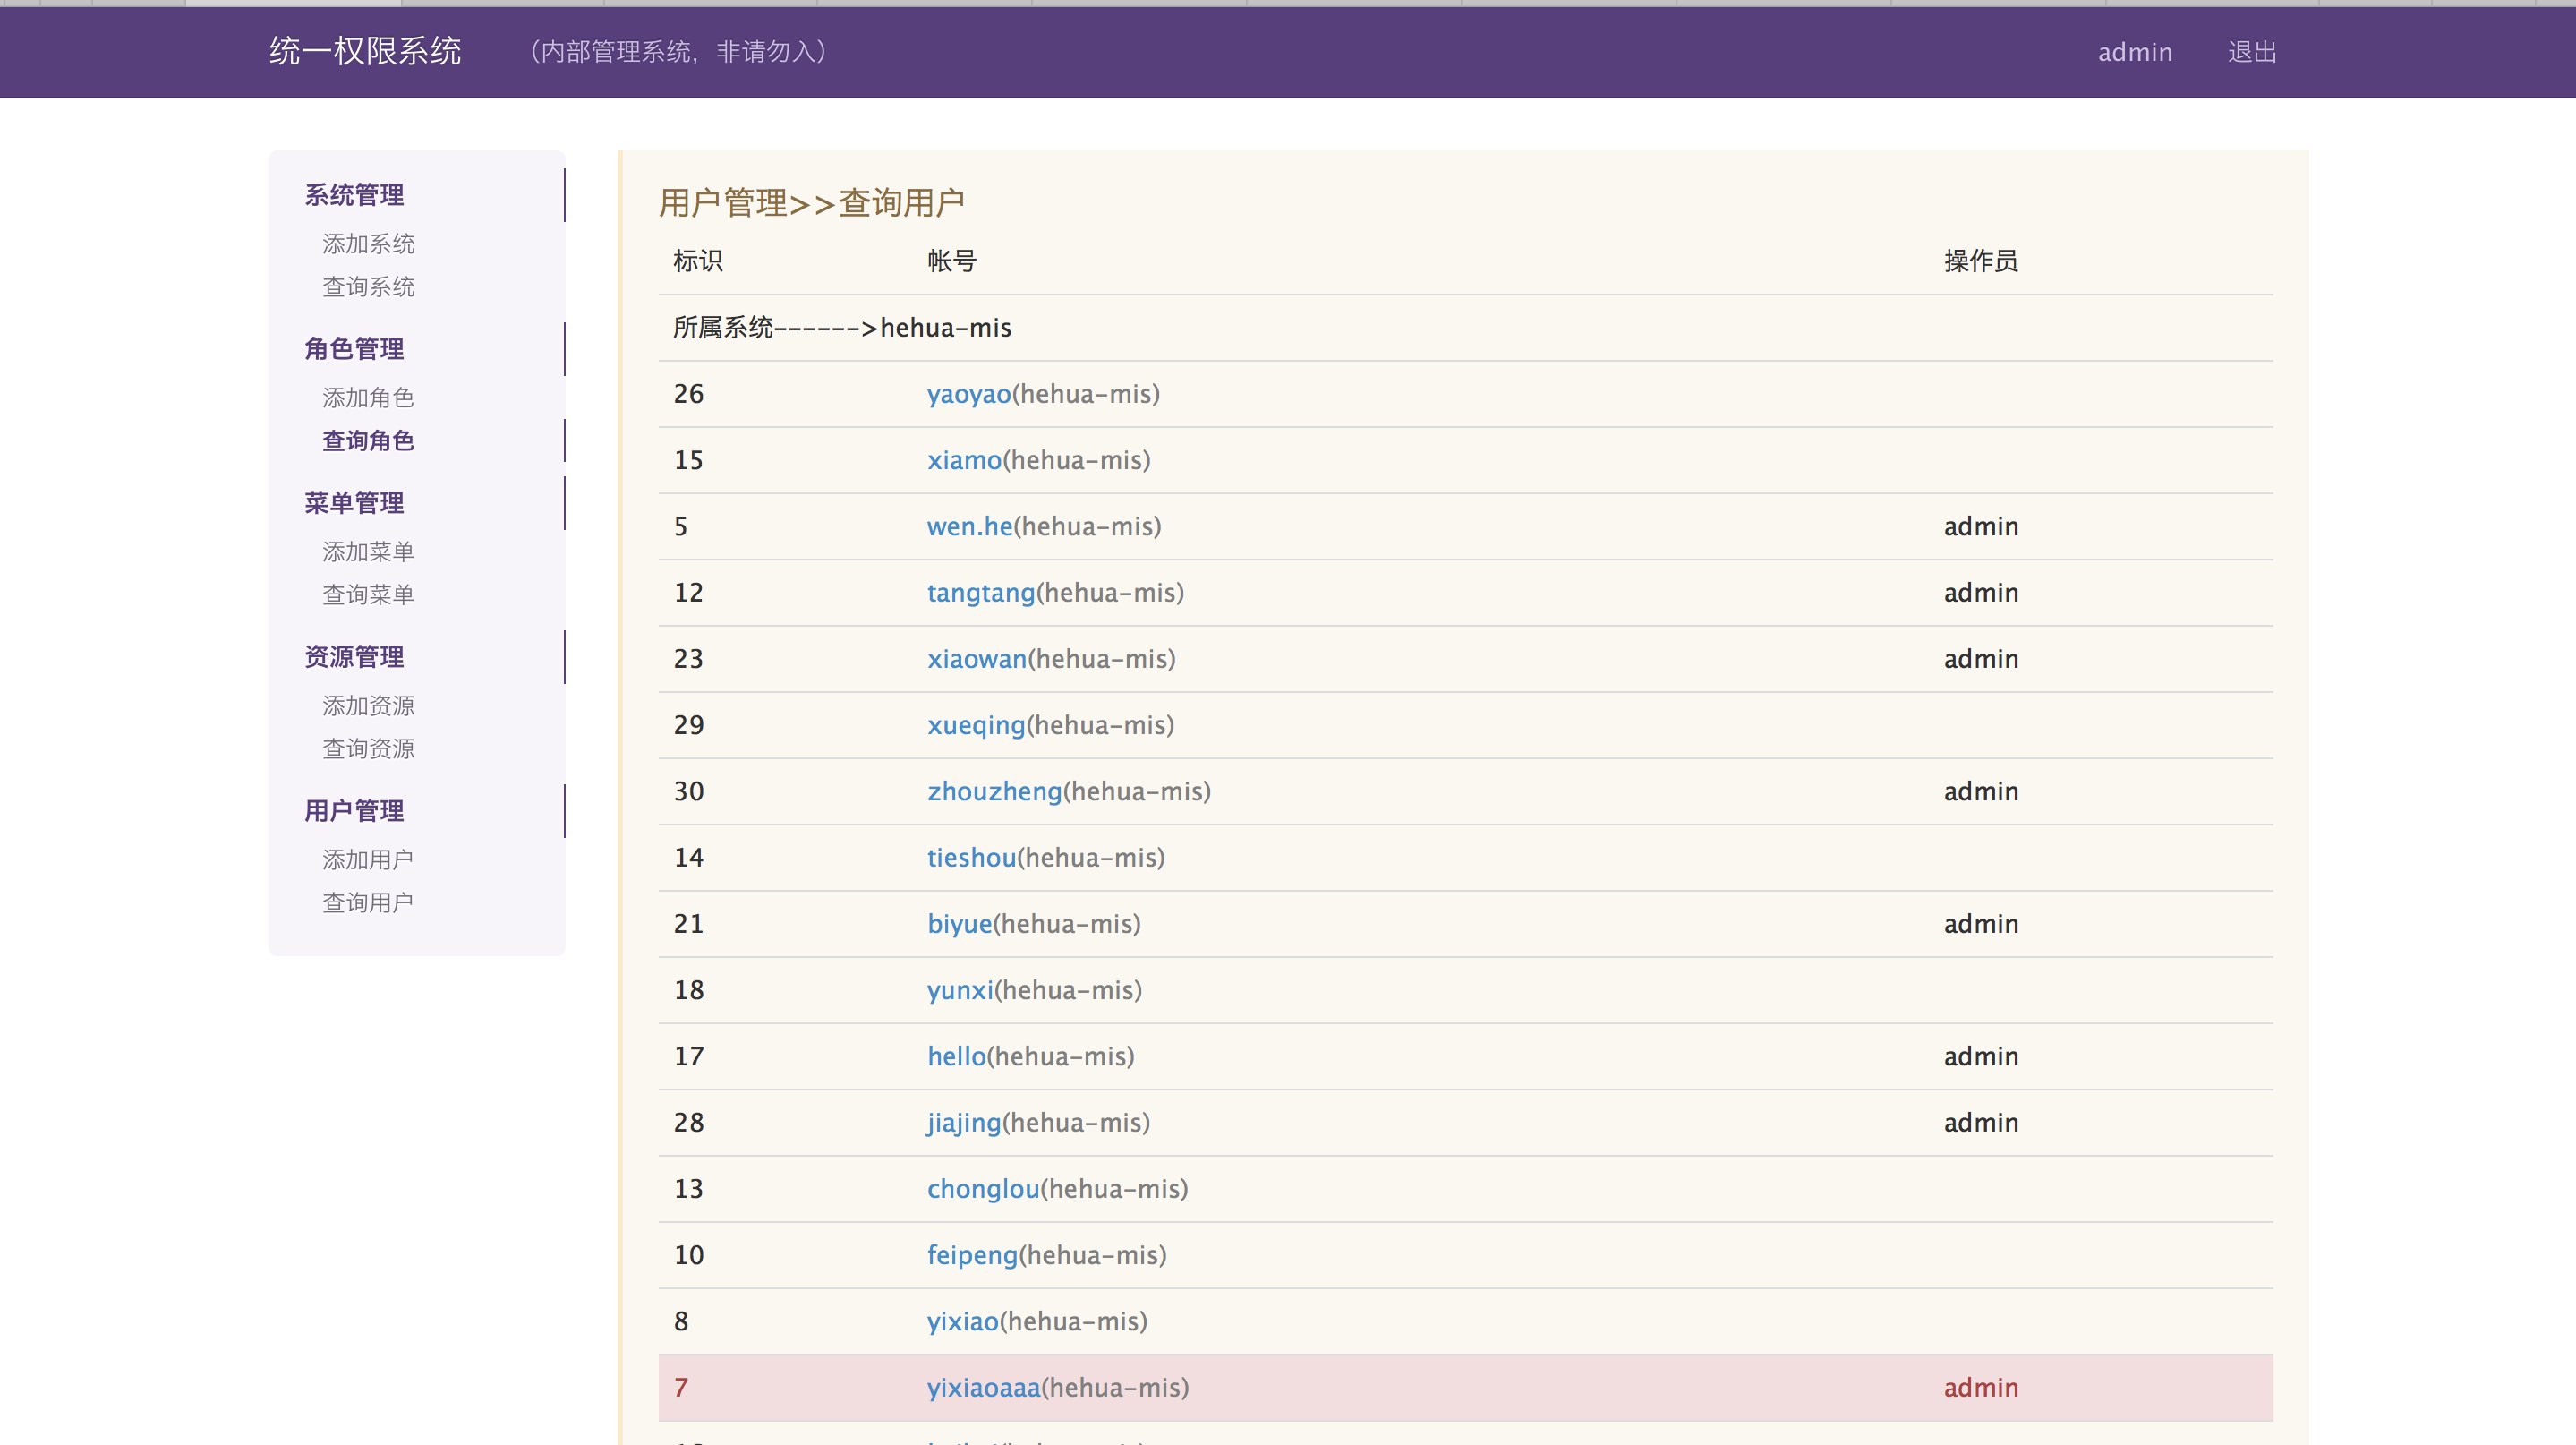 统一权限系统 （内部管理系统，非请勿入） admin 退出
系统管理
添加系统
查询系统
角色管理
添加角色
查询角色
菜单管理
添加菜单
查询菜单
资源管理
添加资源
查询资源
用户管理
添加用户
查询用户
用户管理>>查询用户
标识 帐号 操作员
所属系统------>hehua-mis
26 yaoyao(hehua-mis)
15 xiamo(hehua-mis)
5 wen.he(hehua-mis) admin
12 tangtang(hehua-mis) admin
23 xiaowan(hehua-mis) admin
29 xueqing(hehua-mis)
30 zhouzheng(hehua-mis) admin
14 tieshou(hehua-mis)
21 biyue(hehua-mis) admin
18 yunxi(hehua-mis)
17 hello(hehua-mis) admin
28 jiajing(hehua-mis) admin
13 chonglou(hehua-mis)
10 feipeng(hehua-mis)
8 yixiao(hehua-mis)
7 yixiaoaaa(hehua-mis) admin